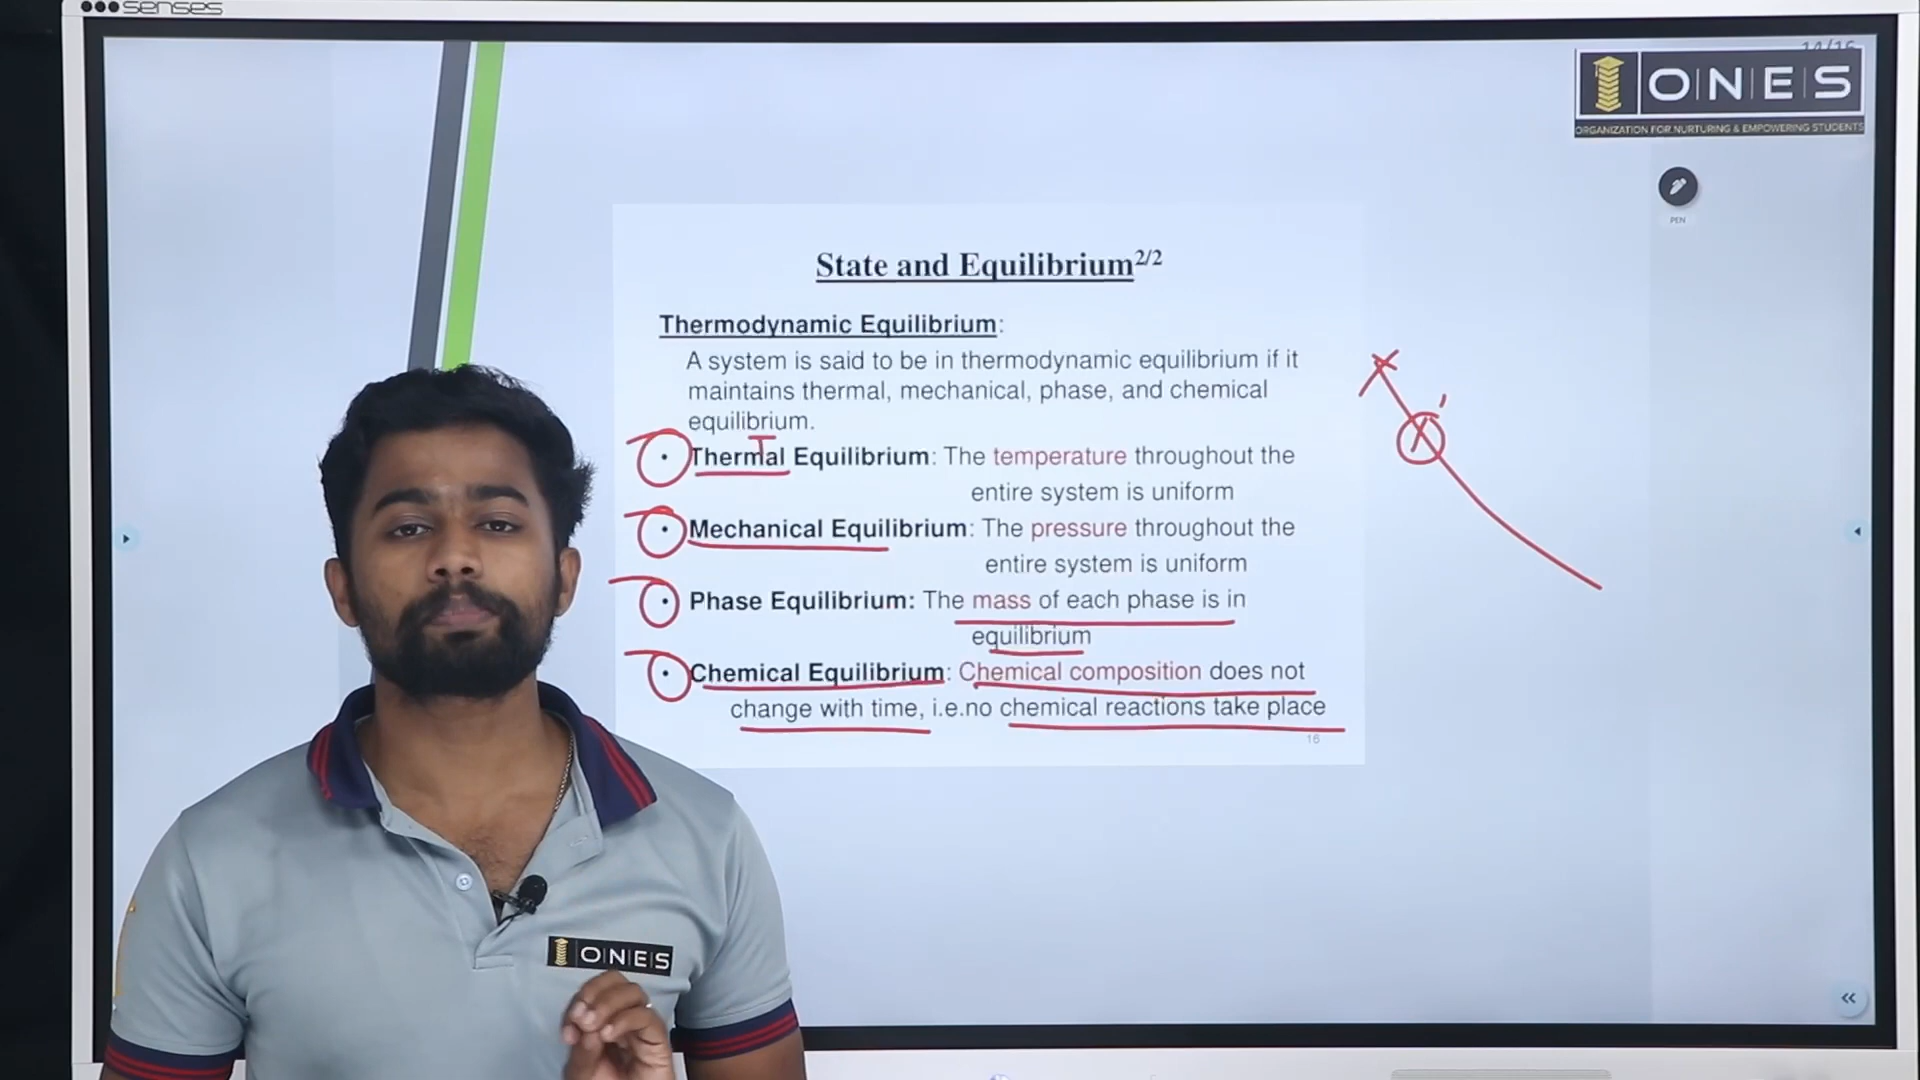 senses
14/16
ONES
ORGANIZATION FOR NURTURING & EMPOWERING STUDENTS
PEN
State and Equilibrium2/2
Thermodynamic Equilibrium:
A system is said to be in thermodynamic equilibrium if it
maintains thermal, mechanical, phase, and chemical
equilibrium.
T
• Thermal Equilibrium: The temperature throughout the
entire system is uniform
• Mechanical Equilibrium: The pressure throughout the
entire system is uniform
• Phase Equilibrium: The mass of each phase is in
equilibrium
• Chemical Equilibrium: Chemical composition does not
change with time, i.e.no chemical reactions take place
16
ONES